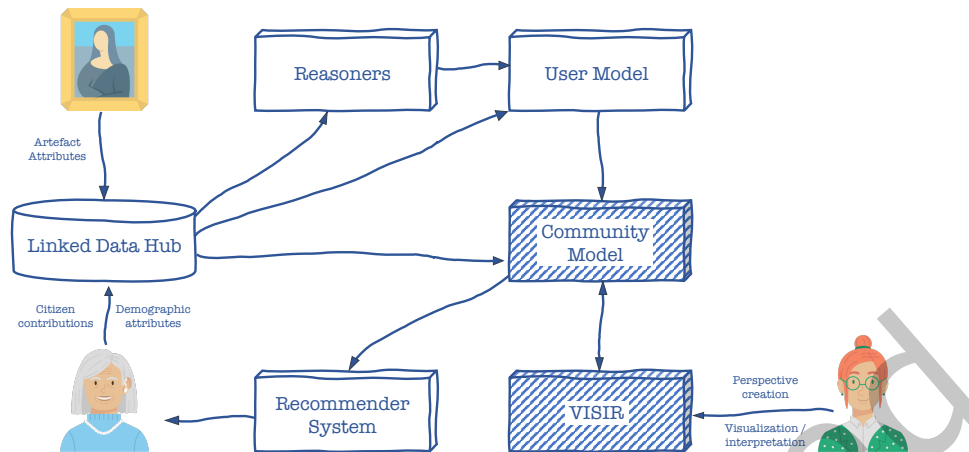 Reasoners
User Model
Artefact
Attributes
Linked Data Hub
Community
Model
Citizen
contributions
Demographic
attributes
Recommender
System
VISIR
Perspective
creation
Visualization /
interpretation